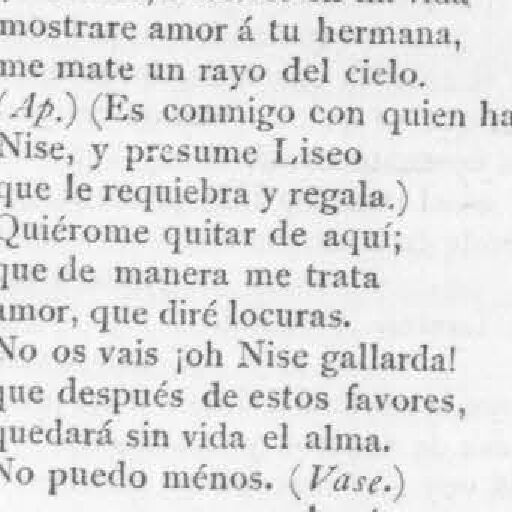 mostrare amor á tu hermana,
me mate un rayo del cielo.
(Ap.) (Es conmigo con quien ha
Nise, y presume Liseo
que le requiebra y regala.)
Quiérome quitar de aquí;
que de manera me trata
amor, que diré locuras.
No os vais ¡oh Nise gallarda!
que después de estos favores,
quedará sin vida el alma.
No puedo ménos. (Vase.)